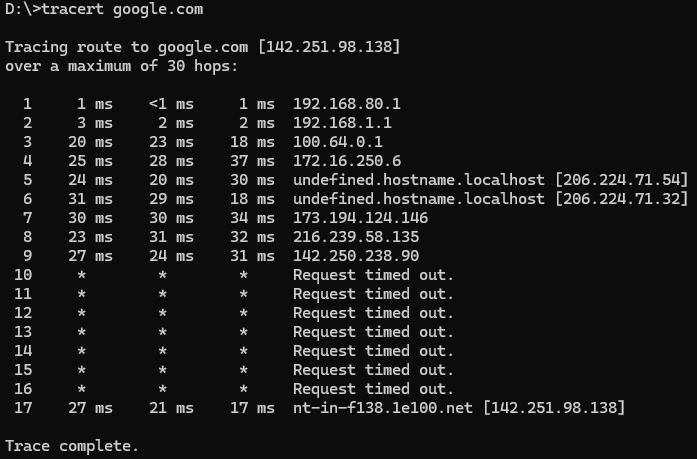 D:\>tracert google.com
Tracing route to google.com [142.251.98.138]
over a maximum of 30 hops:
1 1 ms <1 ms 1 ms 192.168.80.1
2 3 ms 2 ms 2 ms 192.168.1.1
3 20 ms 23 ms 18 ms 100.64.0.1
4 25 ms 28 ms 37 ms 172.16.250.6
5 24 ms 20 ms 30 ms undefined.hostname.localhost [206.224.71.54]
6 31 ms 29 ms 18 ms undefined.hostname.localhost [206.224.71.32]
7 30 ms 30 ms 34 ms 173.194.124.146
8 23 ms 31 ms 32 ms 216.239.58.135
9 27 ms 24 ms 31 ms 142.250.238.90
10 * * * Request timed out.
11 * * * Request timed out.
12 * * * Request timed out.
13 * * * Request timed out.
14 * * * Request timed out.
15 * * * Request timed out.
16 * * * Request timed out.
17 27 ms 21 ms 17 ms nt-in-f138.1e100.net [142.251.98.138]
Trace complete.